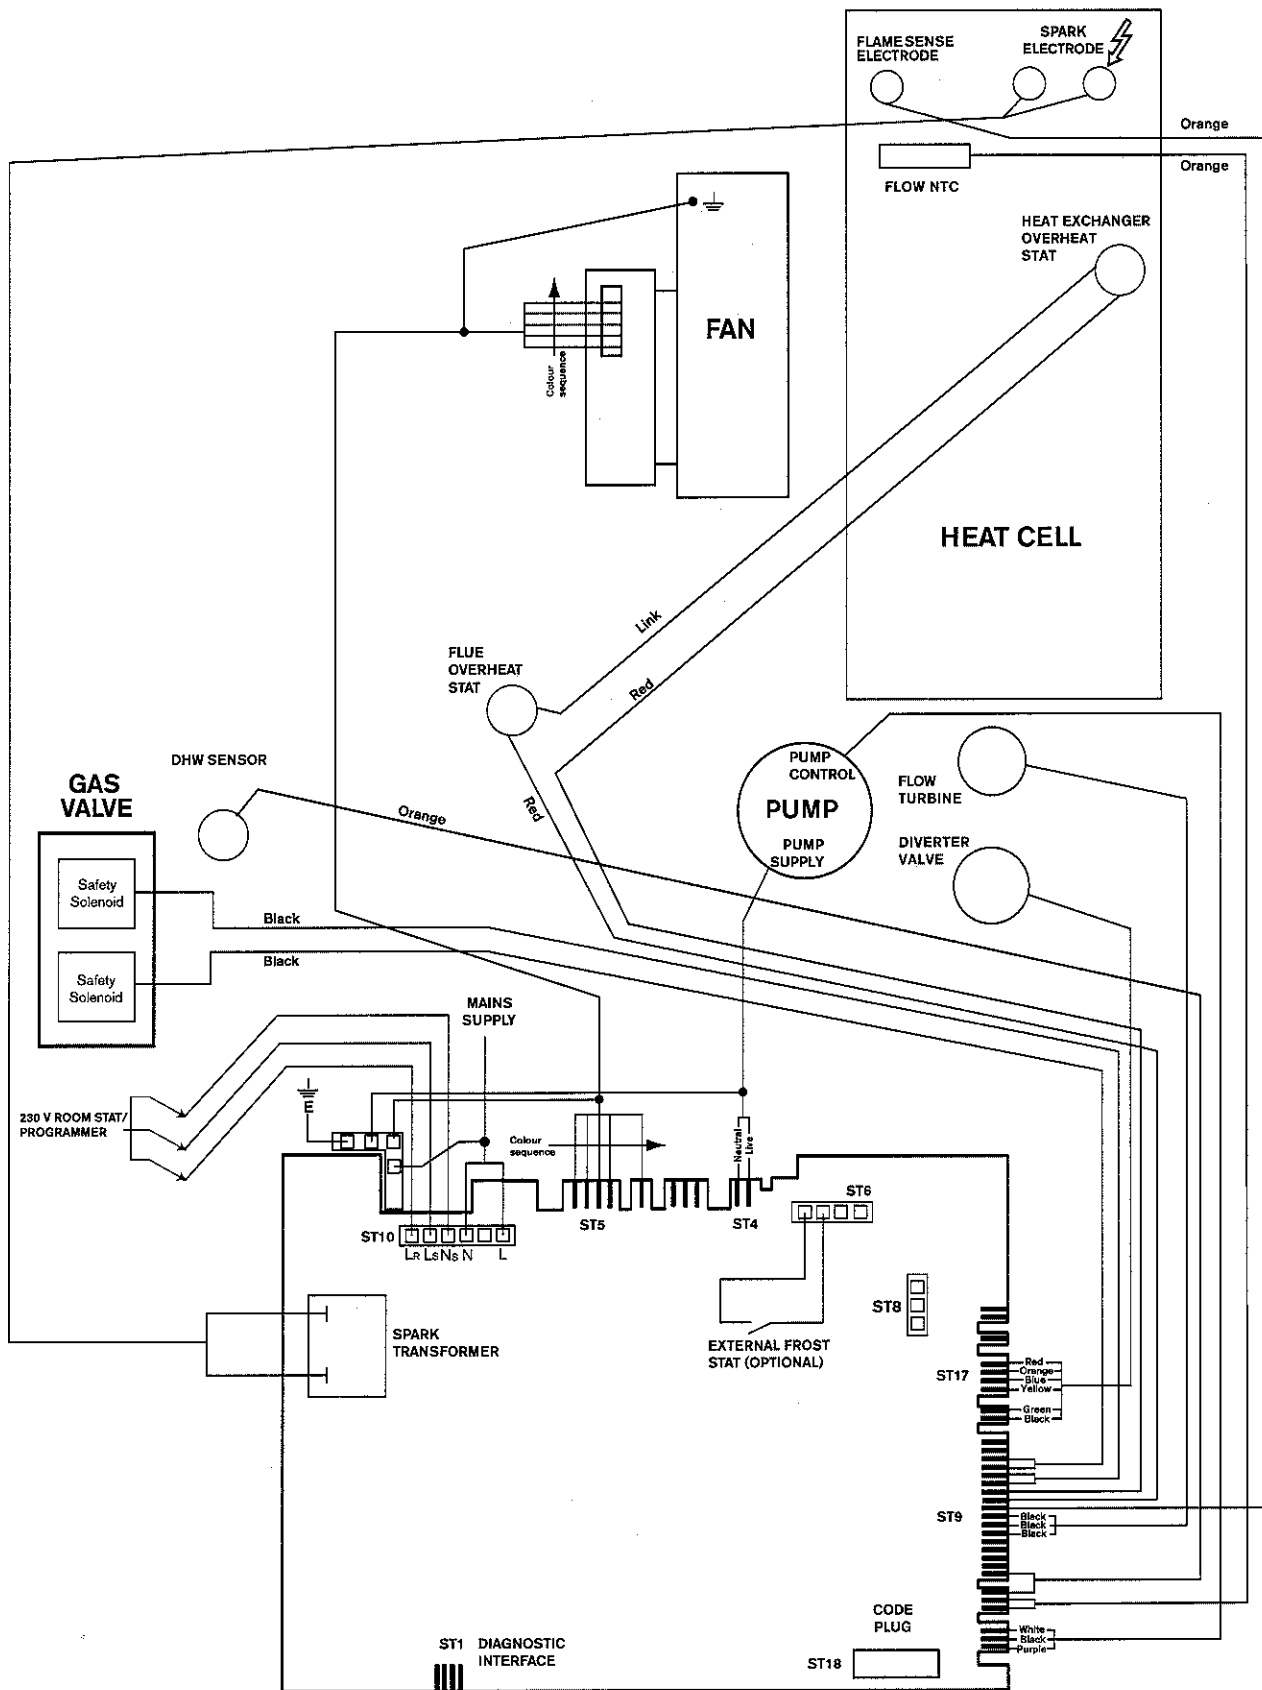 FLAME SENSE
ELECTRODE
SPARK
ELECTRODE
Orange
Orange
FLOW NTC
HEAT EXCHANGER
OVERHEAT
STAT
FAN
Colour
sequence
HEAT CELL
Link
Red
FLUE
OVERHEAT
STAT
DHW SENSOR
GAS
VALVE
Red
Orange
PUMP
CONTROL
PUMP
PUMP
SUPPLY
FLOW
TURBINE
DIVERTER
VALVE
Safety
Solenoid
Black
Safety
Solenoid
Black
MAINS
SUPPLY
E
230 V ROOM STAT/
PROGRAMMER
Colour
sequence
Neutral
Live
ST10
LR LS NS N L
ST5
ST4
ST6
ST8
SPARK
TRANSFORMER
EXTERNAL FROST
STAT (OPTIONAL)
ST17
Red
Orange
Blue
Yellow
Green
Black
ST9
Black
Black
Black
CODE
PLUG
White
Black
Purple
ST1 DIAGNOSTIC
INTERFACE
ST18